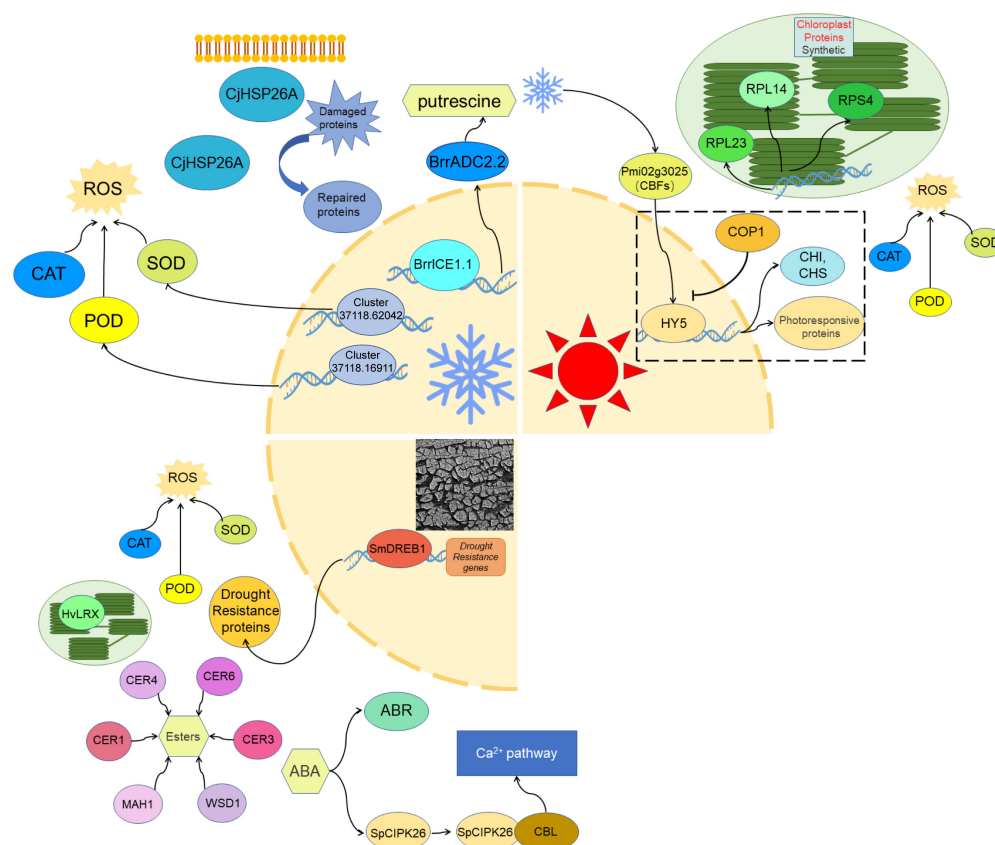 CjHSP26A
Damaged
proteins
CjHSP26A
Repaired
proteins
putrescine
BrrADC2.2
BrrICE1.1
ROS
CAT
SOD
POD
Cluster
37118.62042
Cluster
37118.16911
Pmi02g3025
(CBFs)
Chloroplast
Proteins
Synthetic
RPL14
RPS4
RPL23
COP1
HY5
CHI,
CHS
Photoresponsive
proteins
ROS
CAT
SOD
POD
ROS
CAT
SOD
POD
SmDREB1
Drought
Resistance
genes
Drought
Resistance
proteins
HvLRX
CER4
CER6
CER1
Esters
CER3
MAH1
WSD1
ABA
ABR
Ca²⁺ pathway
SpCIPK26
SpCIPK26
CBL